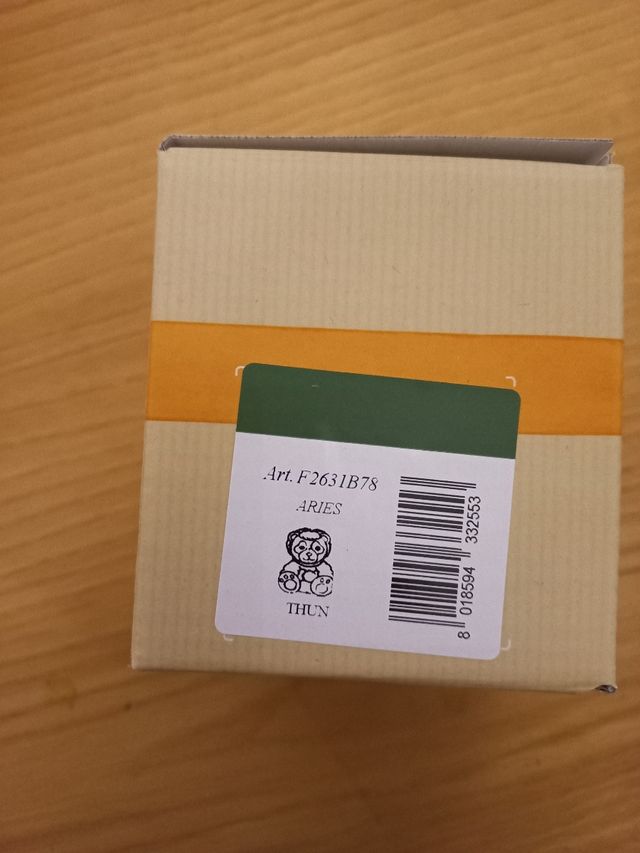 Art. F2631B78
ARIES
THUN
8 018594 332553